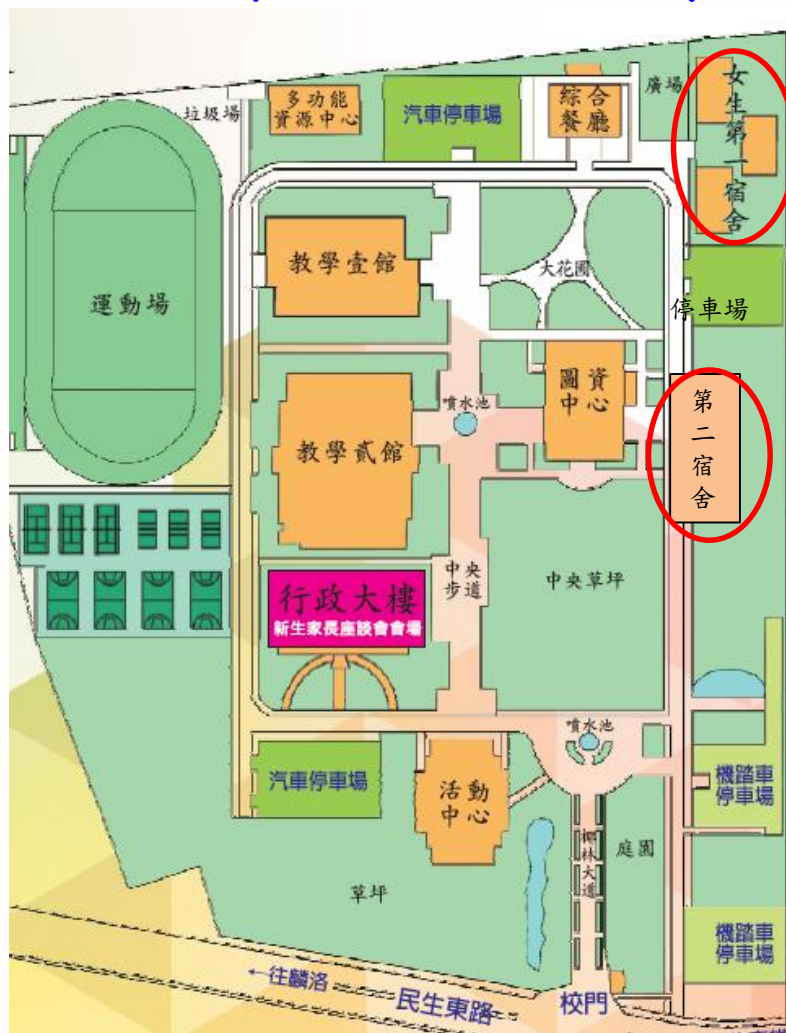 多功能
資源中心
汽車停車場
綜合
餐廳
廣場
女生第一宿舍
垃圾場
教學壹館
大花圃
運動場
停車場
圖資
中心
噴水池
第二宿舍
教學貳館
中央
步道
中央草坪
行政大樓
新生家長座談會會場
噴水池
汽車停車場
活動
中心
機踏車
停車場
椰林大道
庭園
草坪
機踏車
停車場
←往麟洛
民生東路
校門